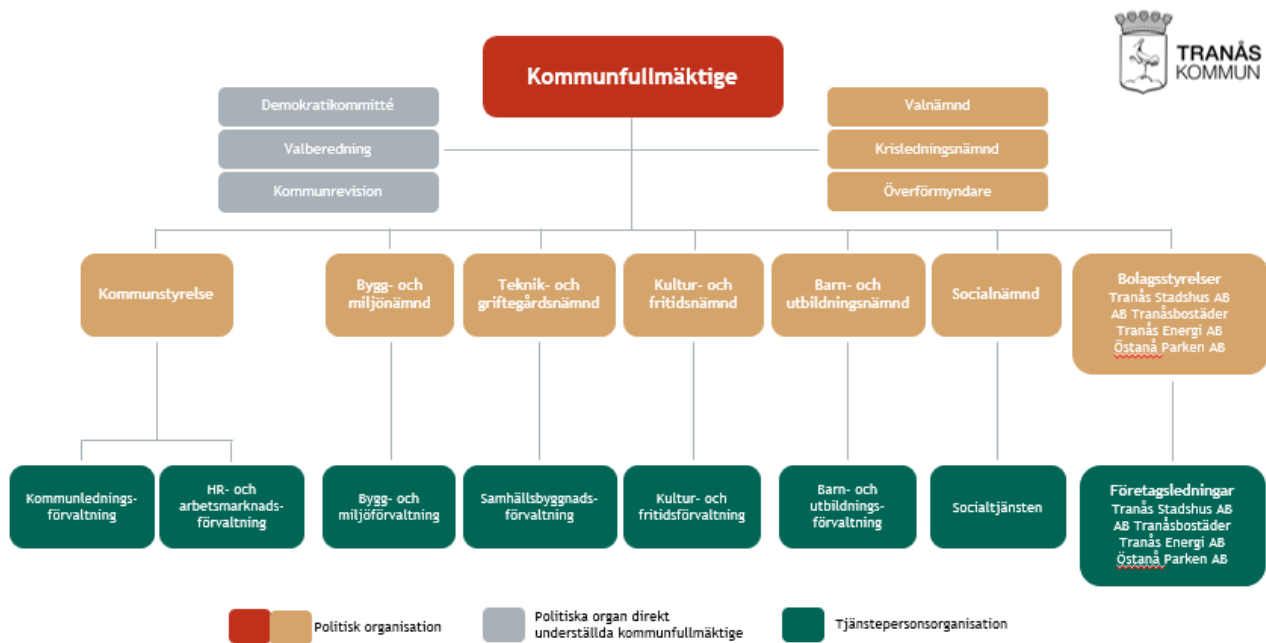 Kommunfullmäktige
TRANÅS
KOMMUN
Demokratikommitté
Valberedning
Kommunrevision
Valnämnd
Krisledningsnämnd
Överförmyndare
Kommunstyrelse
Bygg- och
miljönämnd
Teknik- och
griftegårdsnämnd
Kultur- och
fritidsnämnd
Barn- och
utbildningsnämnd
Socialnämnd
Bolagsstyrelser
Tranås Stadshus AB
AB Tranåsbostäder
Tranås Energi AB
Östanå Parken AB
Kommunlednings-
förvaltning
HR- och
arbetsmarknads-
förvaltning
Bygg- och
miljöförvaltning
Samhällsbyggnads-
förvaltning
Kultur- och
fritidsförvaltning
Barn- och
utbildnings-
förvaltning
Socialtjänsten
Företagsledningar
Tranås Stadshus AB
AB Tranåsbostäder
Tranås Energi AB
Östanå Parken AB
Politisk organisation
Politiska organ direkt
underställda kommunfullmäktige
Tjänstepersonsorganisation